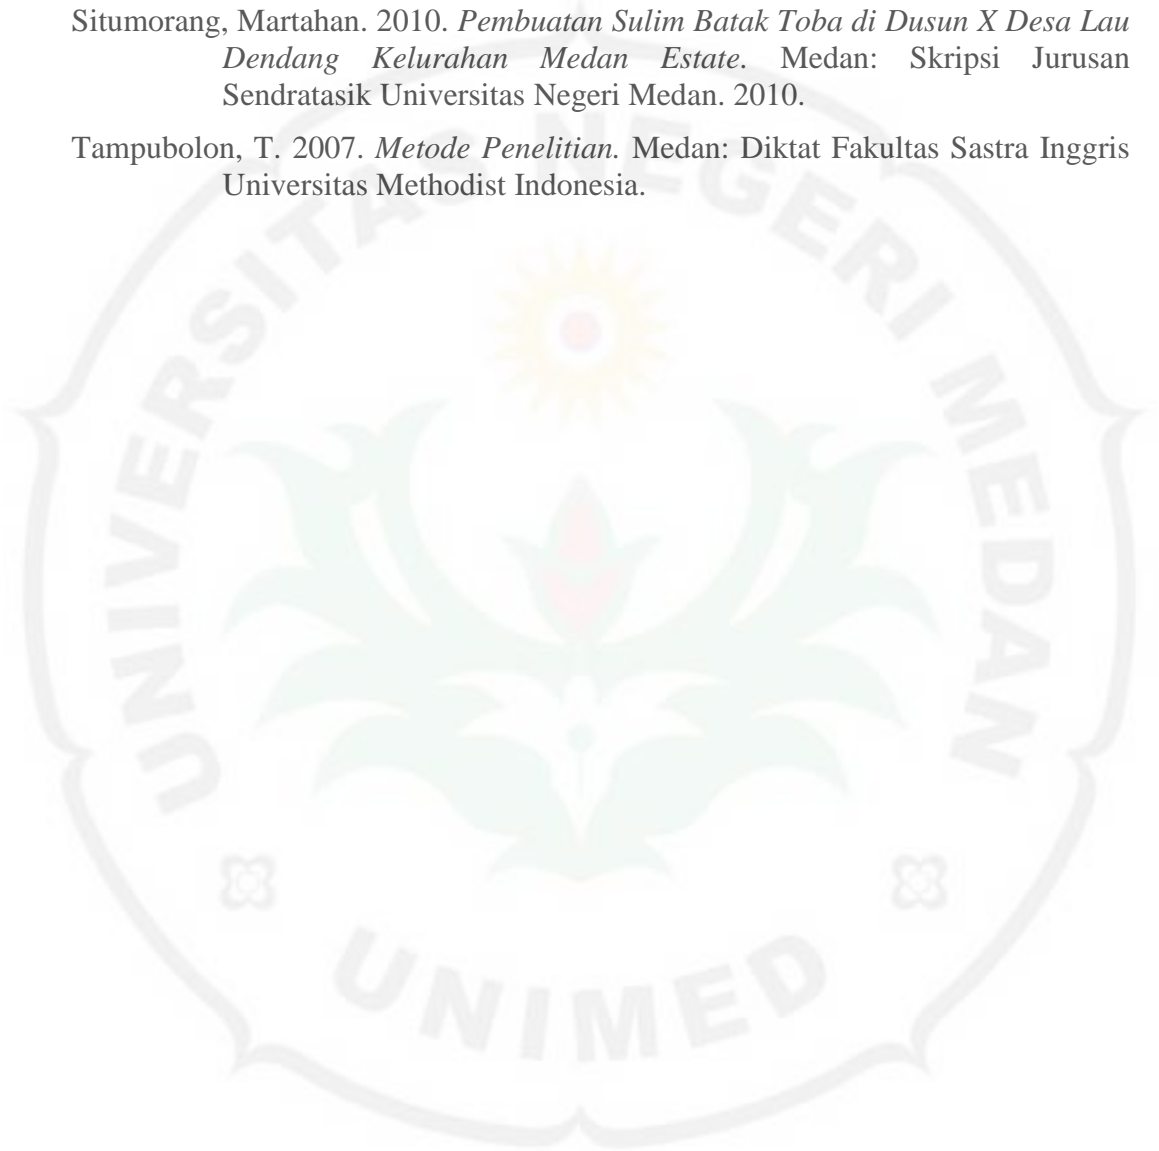 Situmorang, Martahan. 2010. Pembuatan Sulim Batak Toba di Dusun X Desa Lau
Dendang Kelurahan Medan Estate. Medan: Skripsi Jurusan
Sendratasik Universitas Negeri Medan. 2010.
Tampubolon, T. 2007. Metode Penelitian. Medan: Diktat Fakultas Sastra Inggris
Universitas Methodist Indonesia.
UNIVERSITAS NEGERI MEDAN
UNIMED